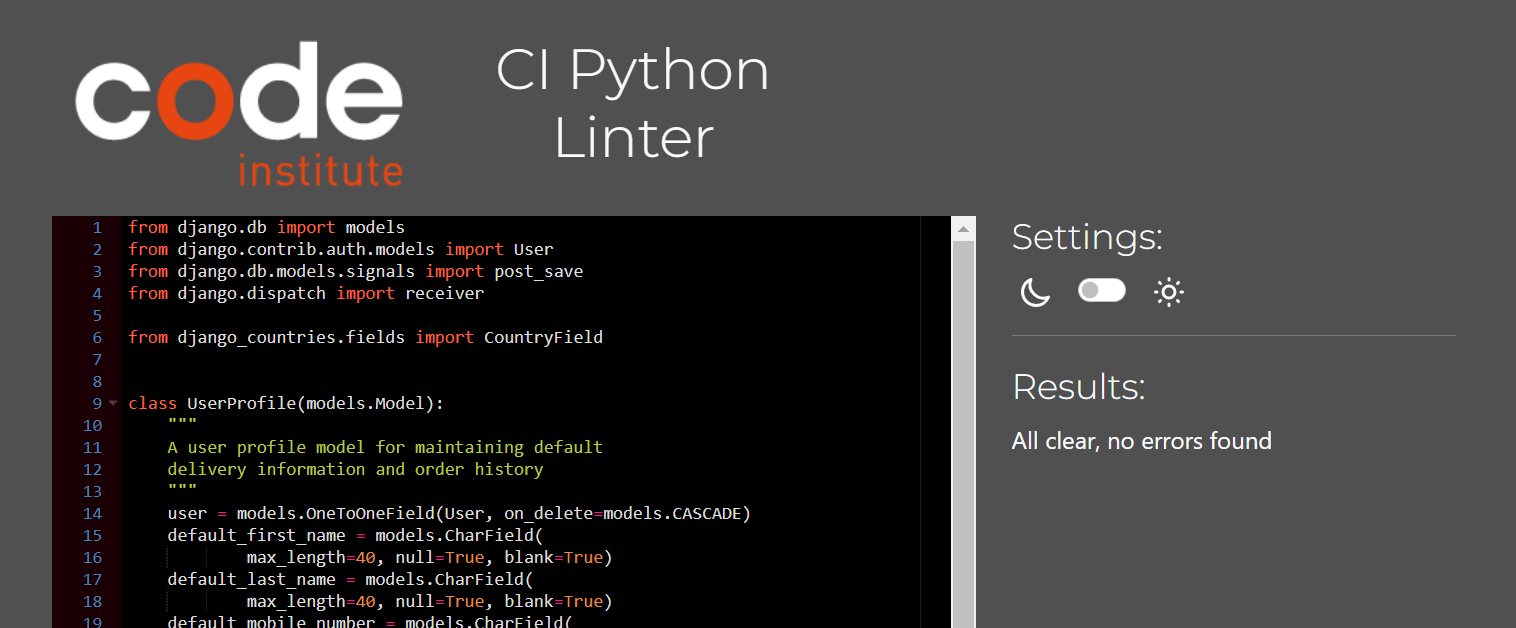 code
institute
CI Python
Linter
1 from django.db import models
2 from django.contrib.auth.models import User
3 from django.db.models.signals import post_save
4 from django.dispatch import receiver
5
6 from django_countries.fields import CountryField
7
8
9 class UserProfile(models.Model):
10 """
11 A user profile model for maintaining default
12 delivery information and order history
13 """
14 user = models.OneToOneField(User, on_delete=models.CASCADE)
15 default_first_name = models.CharField(
16 max_length=40, null=True, blank=True)
17 default_last_name = models.CharField(
18 max_length=40, null=True, blank=True)
19 default_mobile_number = models.CharField(
Settings:
Results:
All clear, no errors found